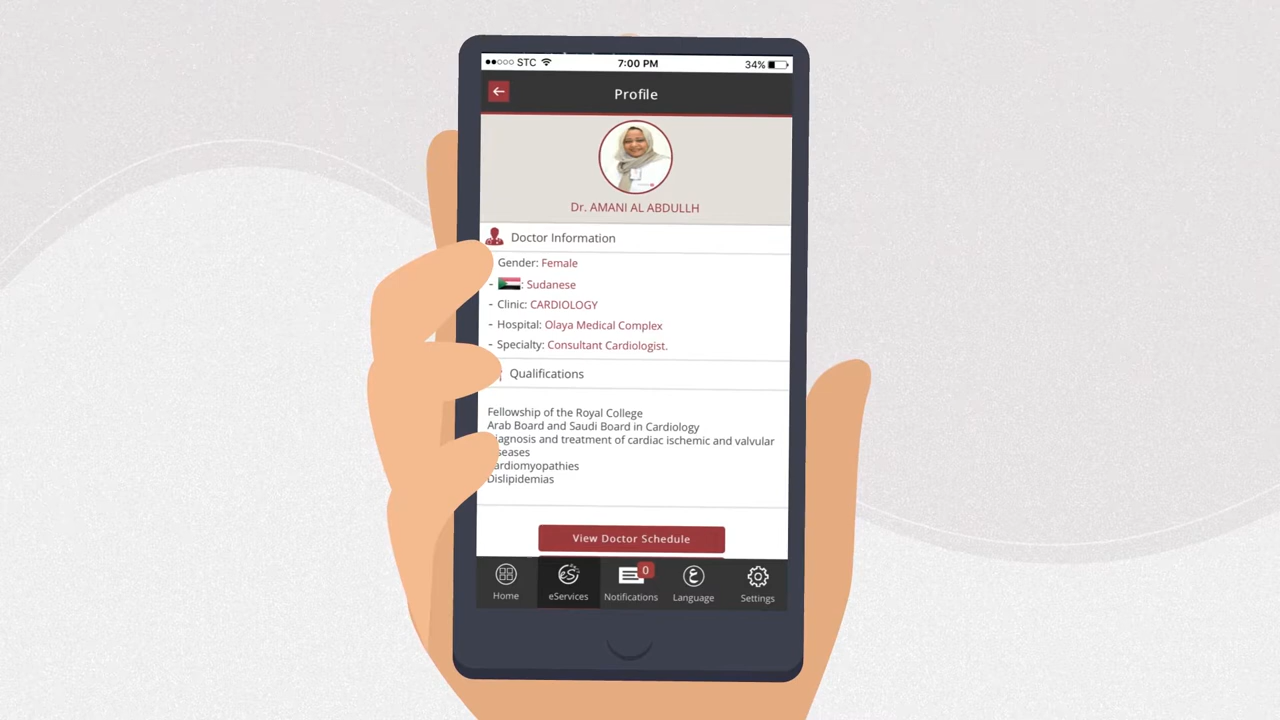 STC 7:00 PM 34%
Profile
Dr. AMANI AL ABDULLH
Doctor Information
Gender: Female
- : Sudanese
- Clinic: CARDIOLOGY
- Hospital: Olaya Medical Complex
- Specialty: Consultant Cardiologist.
Qualifications
Fellowship of the Royal College
Arab Board and Saudi Board in Cardiology
iagnosis and treatment of cardiac ischemic and valvular
seases
ardiomyopathies
Dislipidemias
View Doctor Schedule
eS 0 ع
Home eServices Notifications Language Settings